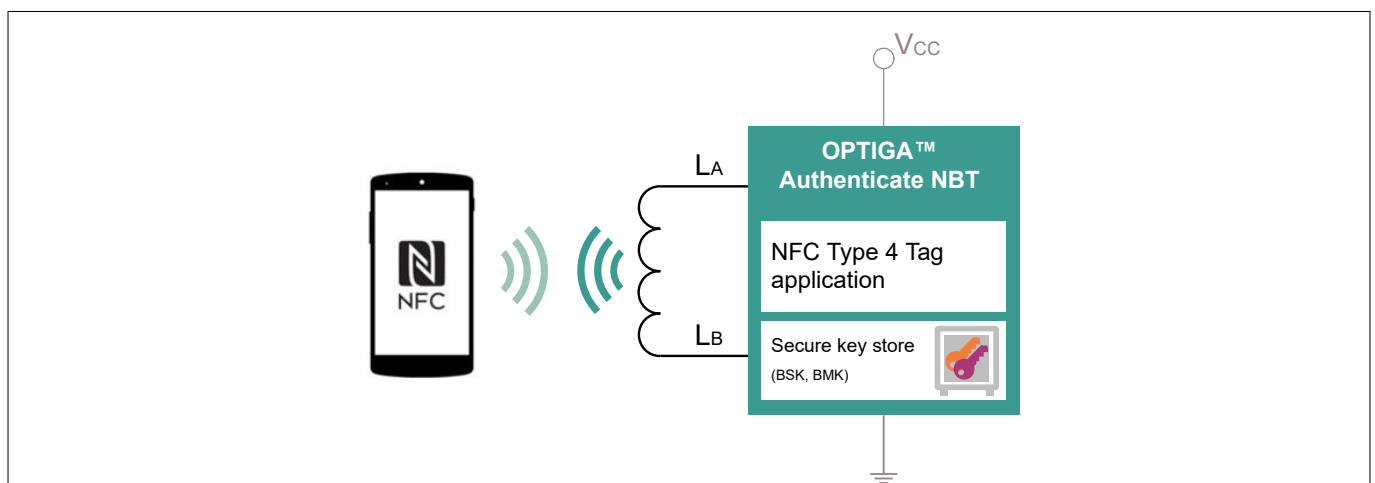 VCC
OPTIGA™
Authenticate NBT
LA
NFC Type 4 Tag
application
NFC
LB
Secure key store
(BSK, BMK)